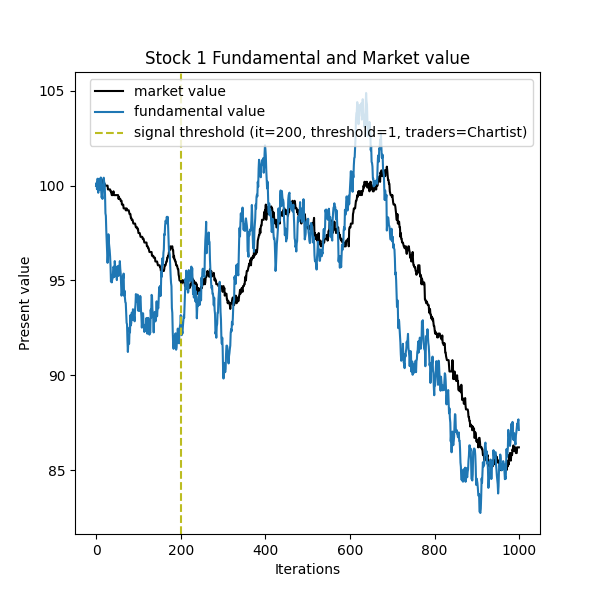 Stock 1 Fundamental and Market value
market value
fundamental value
signal threshold (it=200, threshold=1, traders=Chartist)
105
100
95
90
85
Present value
0
200
400
600
800
1000
Iterations